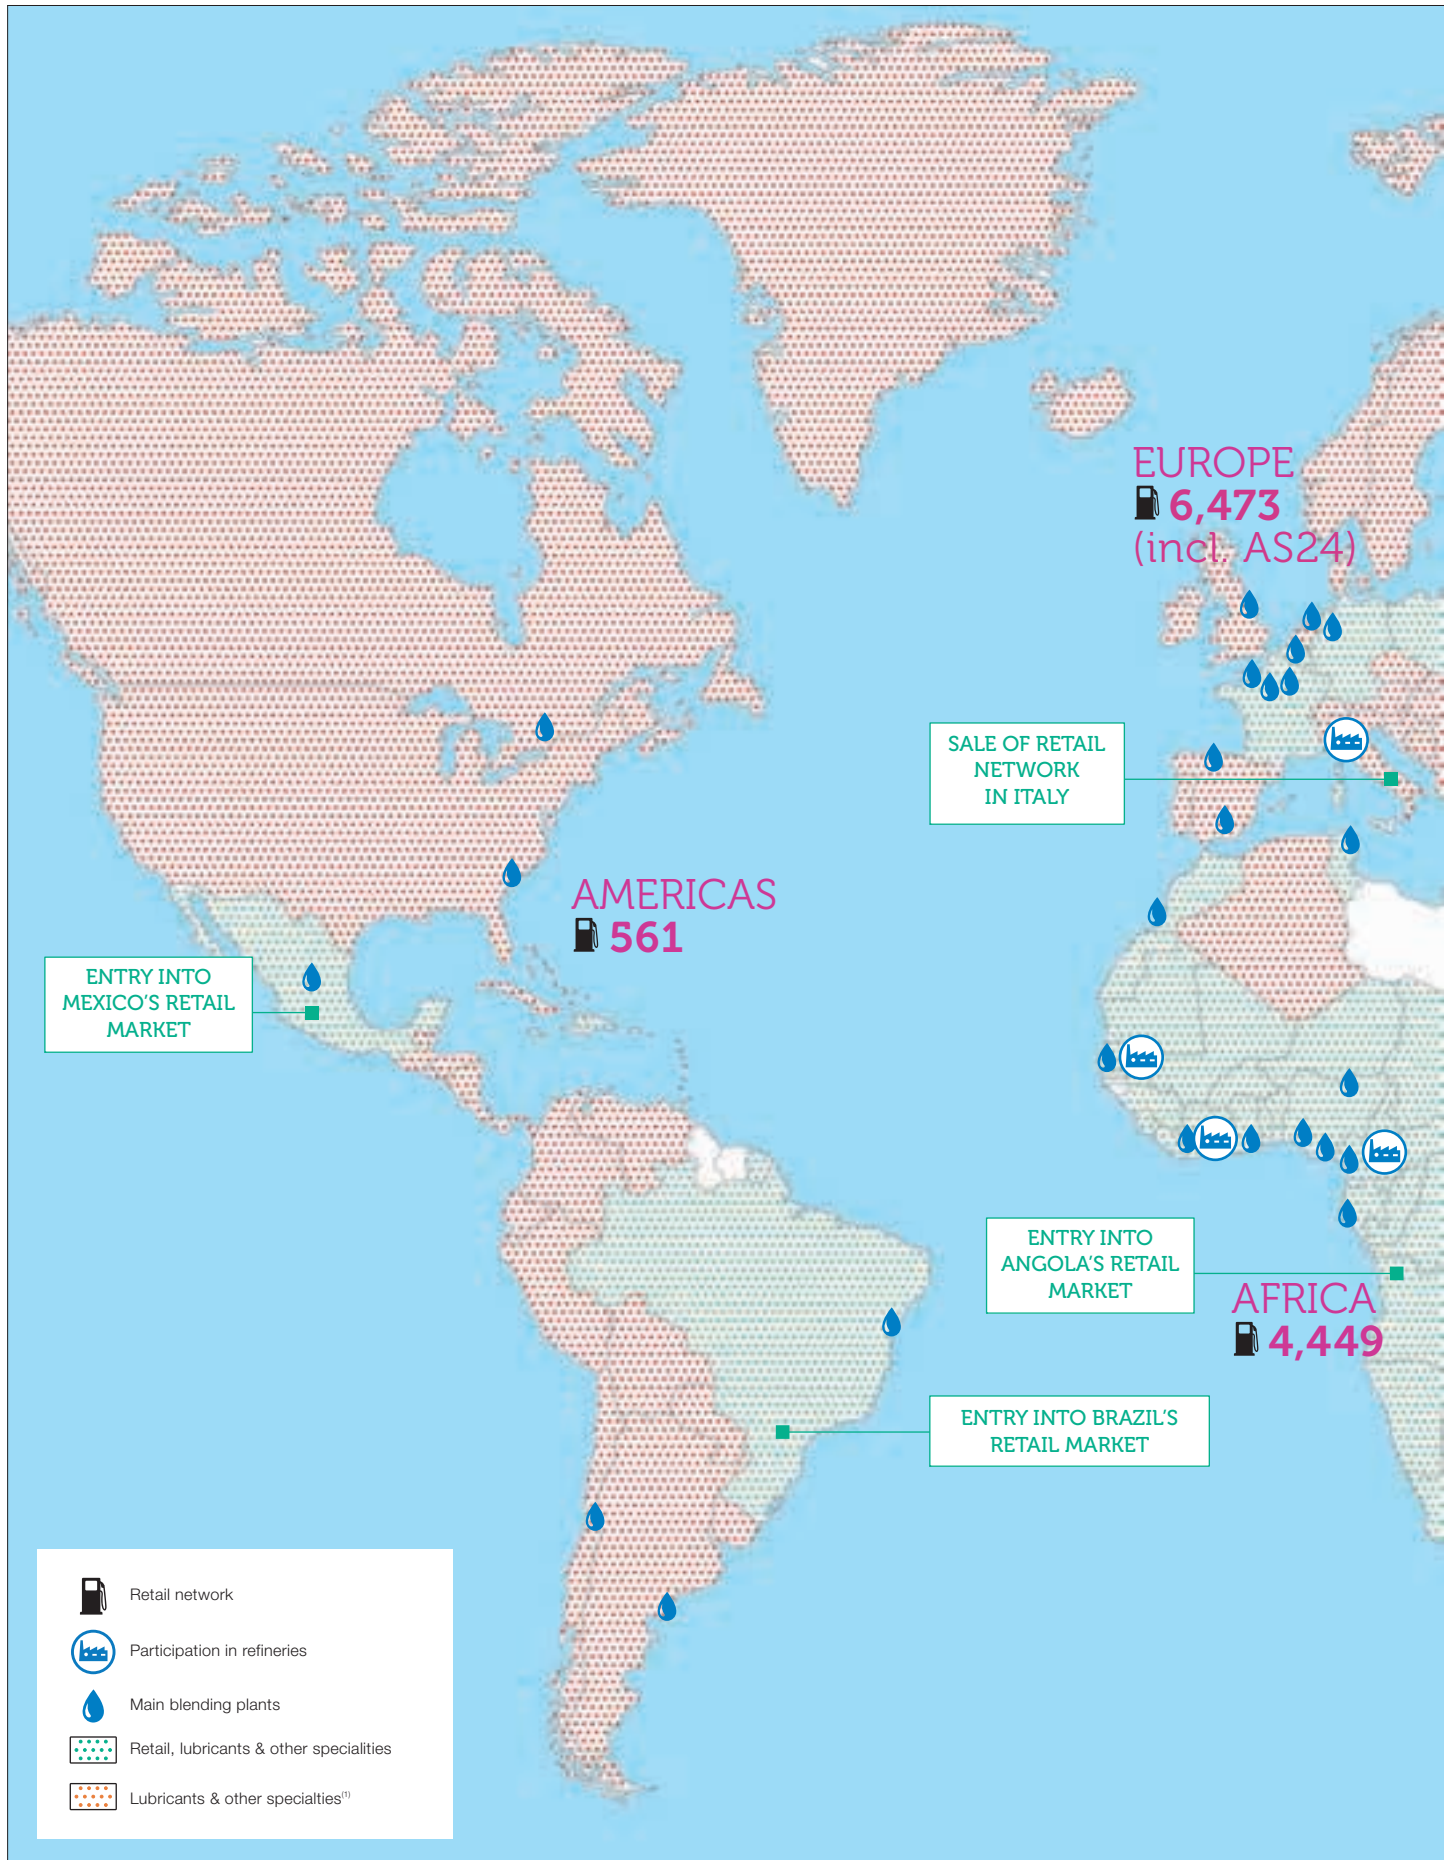 EUROPE
6,473
(incl. AS24)
SALE OF RETAIL
NETWORK
IN ITALY
AMERICAS
561
ENTRY INTO
MEXICO'S RETAIL
MARKET
ENTRY INTO
ANGOLA'S RETAIL
MARKET
AFRICA
4,449
ENTRY INTO BRAZIL'S
RETAIL MARKET
Retail network
Participation in refineries
Main blending plants
Retail, lubricants & other specialities
Lubricants & other specialties(1)